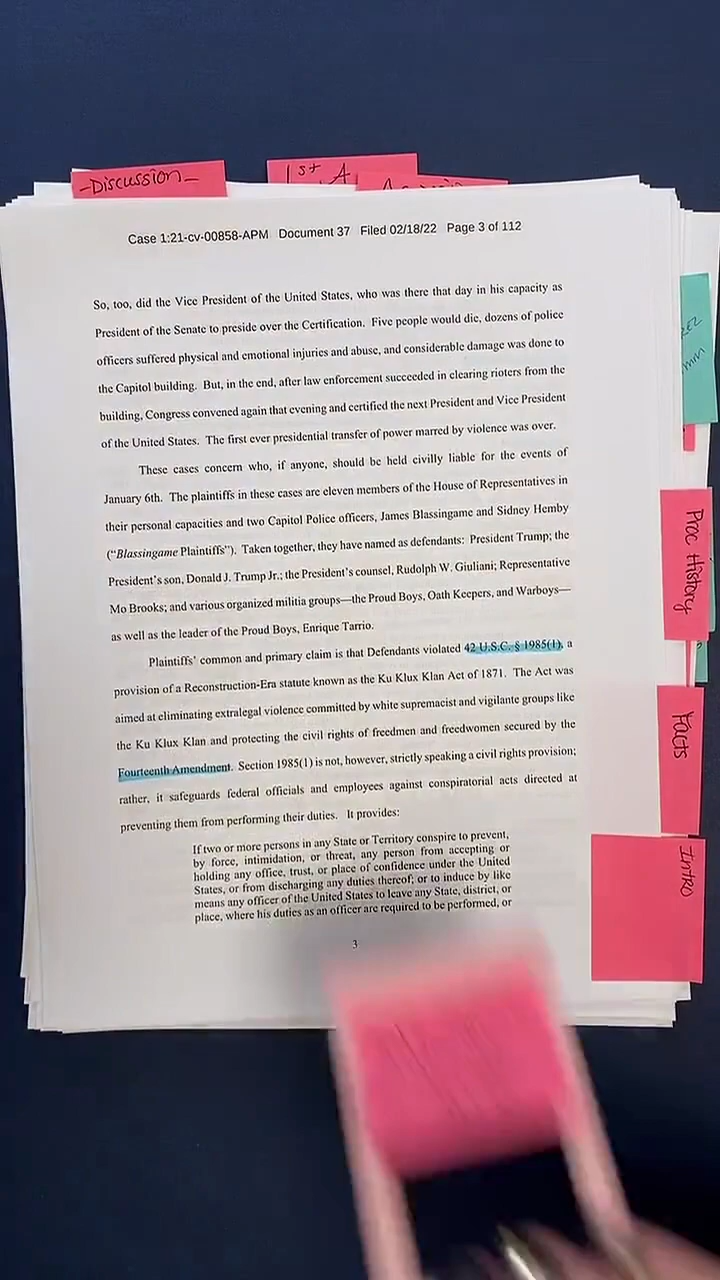 -Discussion-
1st A
Case 1:21-cv-00858-APM Document 37 Filed 02/18/22 Page 3 of 112
So, too, did the Vice President of the United States, who was there that day in his capacity as
President of the Senate to preside over the Certification. Five people would die, dozens of police
officers suffered physical and emotional injuries and abuse, and considerable damage was done to
the Capitol building. But, in the end, after law enforcement succeeded in clearing rioters from the
building, Congress convened again that evening and certified the next President and Vice President
of the United States. The first ever presidential transfer of power marred by violence was over.
These cases concern who, if anyone, should be held civilly liable for the events of
January 6th. The plaintiffs in these cases are eleven members of the House of Representatives in
their personal capacities and two Capitol Police officers, James Blassingame and Sidney Hemby
("Blassingame Plaintiffs"). Taken together, they have named as defendants: President Trump; the
President's son, Donald J. Trump Jr.; the President's counsel, Rudolph W. Giuliani; Representative
Mo Brooks; and various organized militia groups—the Proud Boys, Oath Keepers, and Warboys—
as well as the leader of the Proud Boys, Enrique Tarrio.
Plaintiffs' common and primary claim is that Defendants violated 42 U.S.C. § 1985(1), a
provision of a Reconstruction-Era statute known as the Ku Klux Klan Act of 1871. The Act was
aimed at eliminating extralegal violence committed by white supremacist and vigilante groups like
the Ku Klux Klan and protecting the civil rights of freedmen and freedwomen secured by the
Fourteenth Amendment. Section 1985(1) is not, however, strictly speaking a civil rights provision;
rather, it safeguards federal officials and employees against conspiratorial acts directed at
preventing them from performing their duties. It provides:
If two or more persons in any State or Territory conspire to prevent,
by force, intimidation, or threat, any person from accepting or
holding any office, trust, or place of confidence under the United
States, or from discharging any duties thereof; or to induce by like
means any officer of the United States to leave any State, district, or
place, where his duties as an officer are required to be performed, or
3
Proc History
Facts
Intro